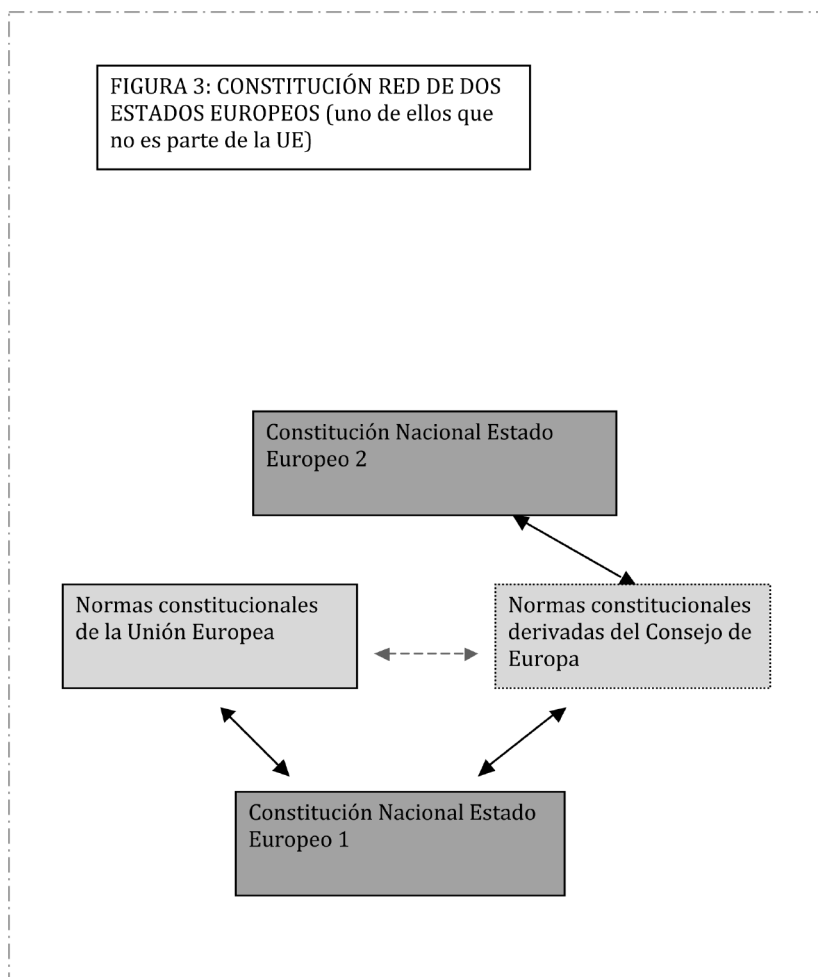 FIGURA 3: CONSTITUCIÓN RED DE DOS
ESTADOS EUROPEOS (uno de ellos que
no es parte de la UE)
Constitución Nacional Estado
Europeo 2
Normas constitucionales
de la Unión Europea
Normas constitucionales
derivadas del Consejo de
Europa
Constitución Nacional Estado
Europeo 1